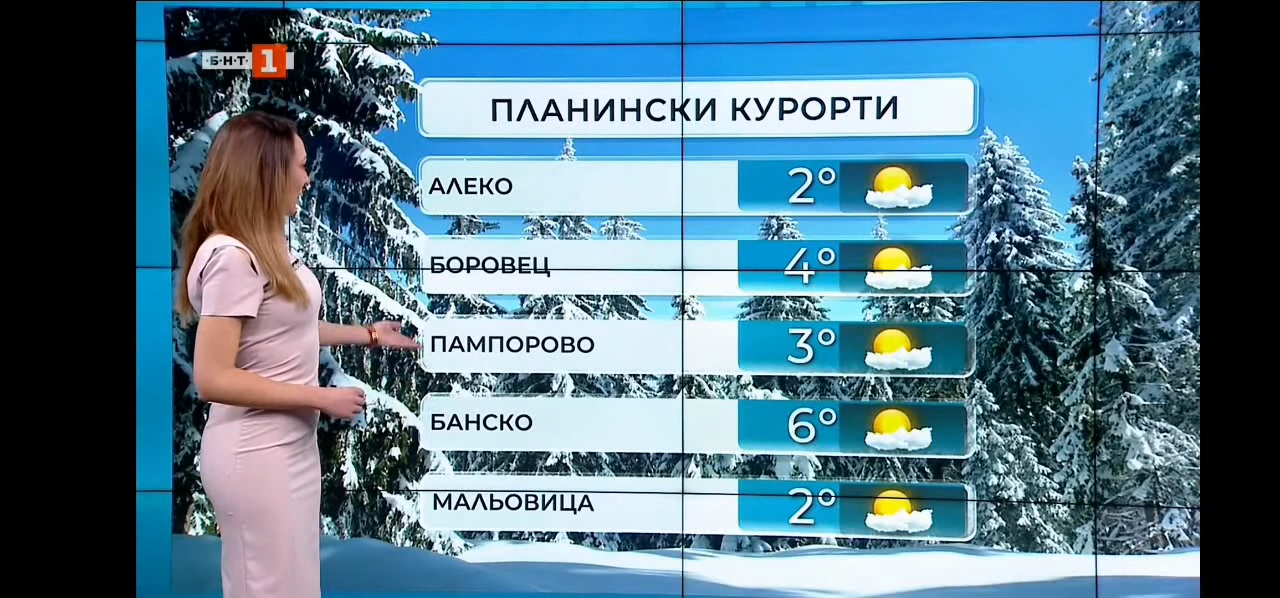 БНТ 1
ПЛАНИНСКИ КУРОРТИ
АЛЕКО 2°
БОРОВЕЦ 4°
ПАМПОРОВО 3°
БАНСКО 6°
МАЛЬОВИЦА 2°